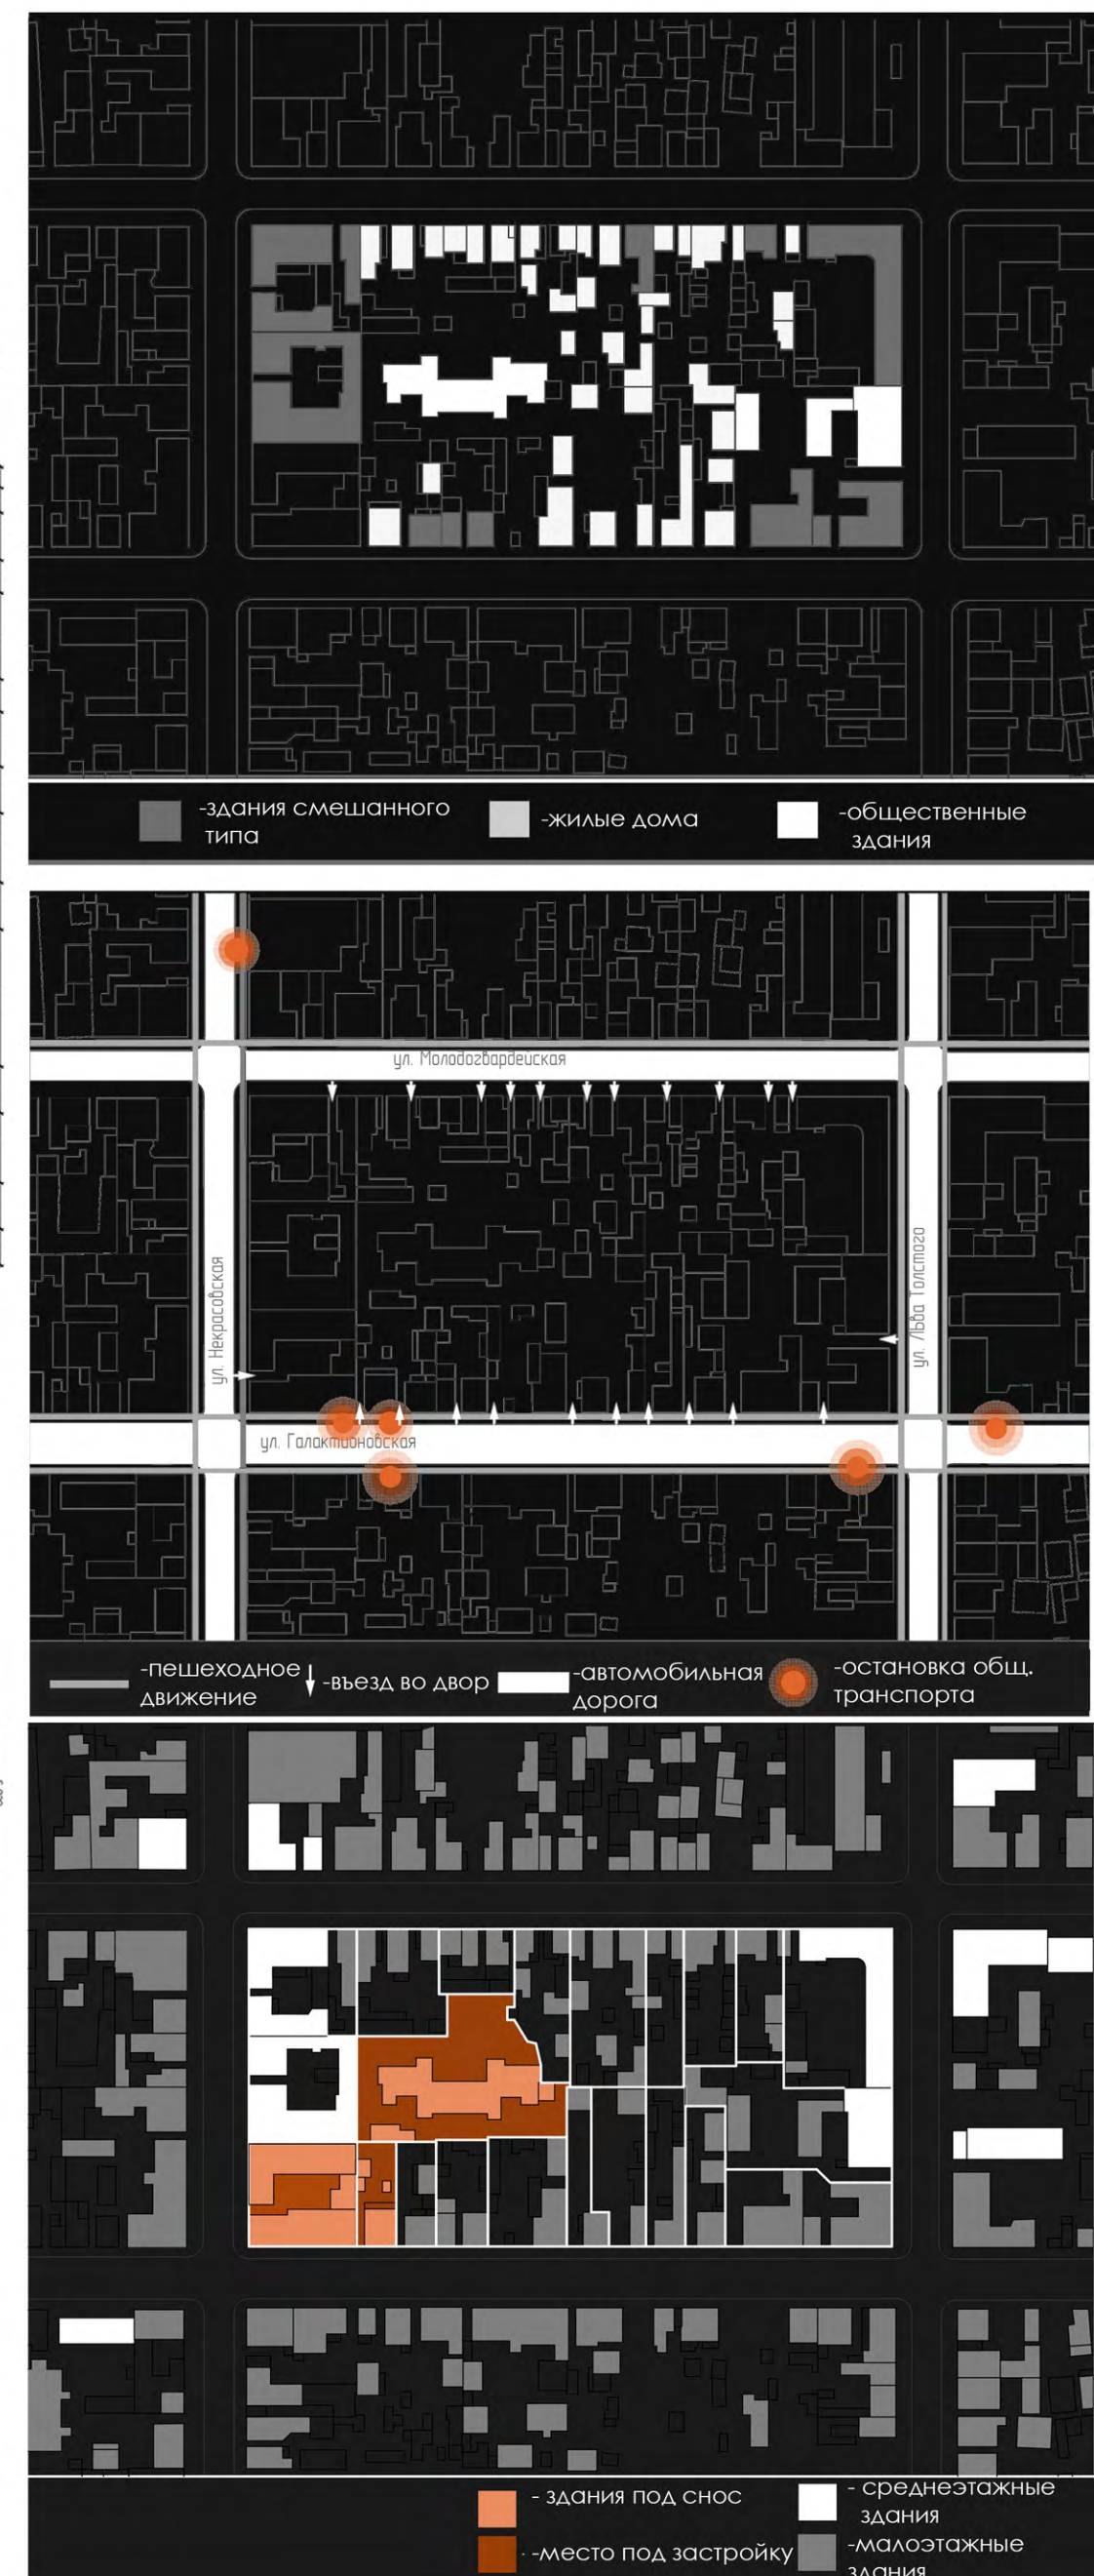 -здания смешанного
типа
-жилые дома
-общественные
здания
ул. Молодогвардейская
ул. Некрасовская
ул. Льва Толстого
ул. Галактионовская
-пешеходное
движение
-въезд во двор
-автомобильная
дорога
-остановка общ.
транспорта
- здания под снос
- среднеэтажные
здания
- -место под застройку
-малоэтажные
здания